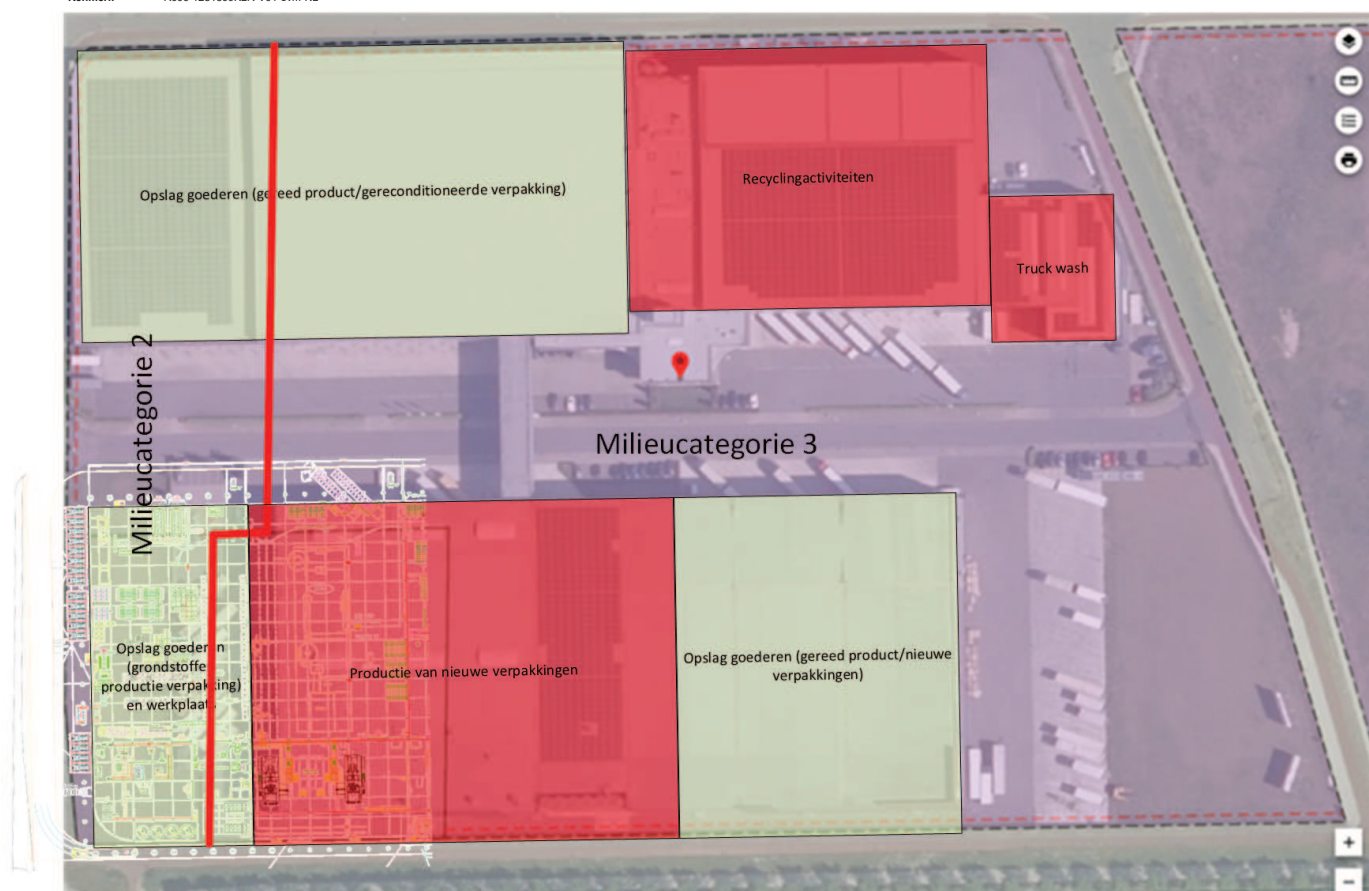 Opslag goederen (gereed product/gereconditioneerde verpakking)
Recyclingactiviteiten
Truck wash
Milieucategorie 2
Milieucategorie 3
Opslag goederen
(grondstoffe
productie verpakking)
en werkplaats
Productie van nieuwe verpakkingen
Opslag goederen (gereed product/nieuwe
verpakkingen)